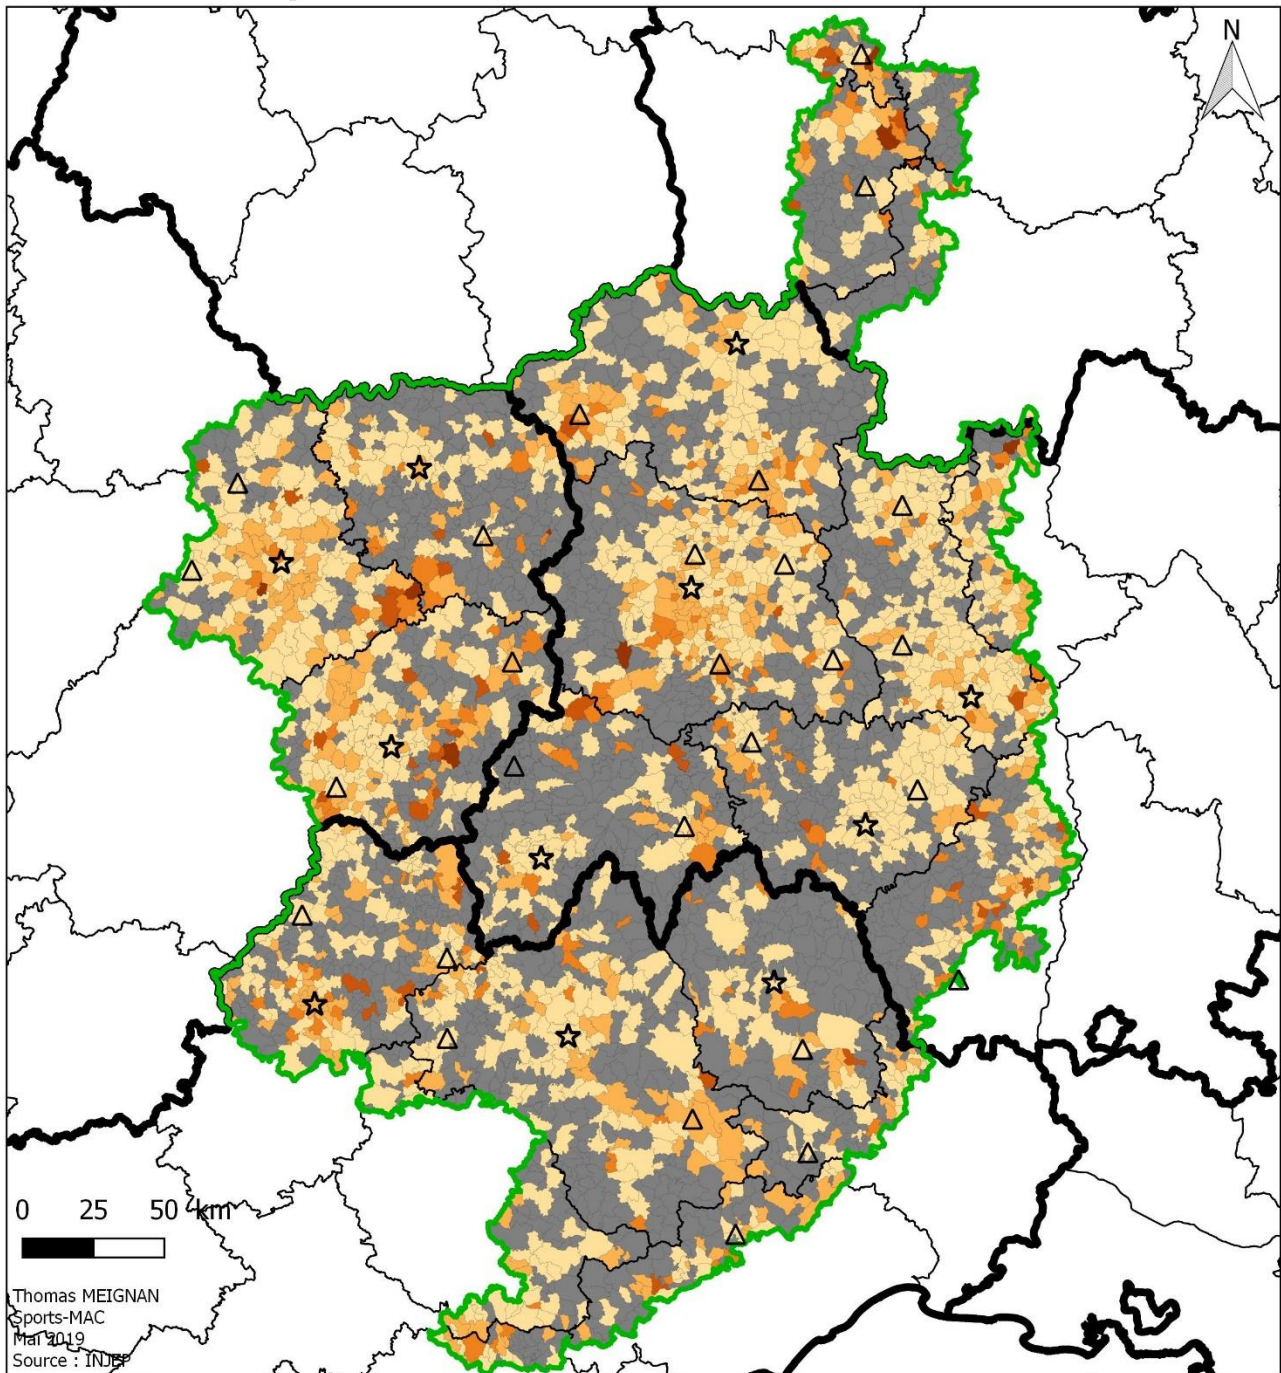 N
0 25 50 km
Thomas MEIGNAN
Sports-MAC
Mai 2019
Source : INJEP